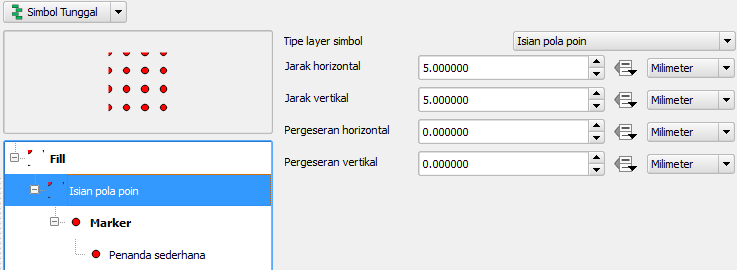 Simbol Tunggal
Tipe layer simbol Isian pola poin
Jarak horizontal 5.000000 Milimeter
Jarak vertikal 5.000000 Milimeter
Pergeseran horizontal 0.000000 Milimeter
Pergeseran vertikal 0.000000 Milimeter
Fill
Isian pola poin
Marker
Penanda sederhana